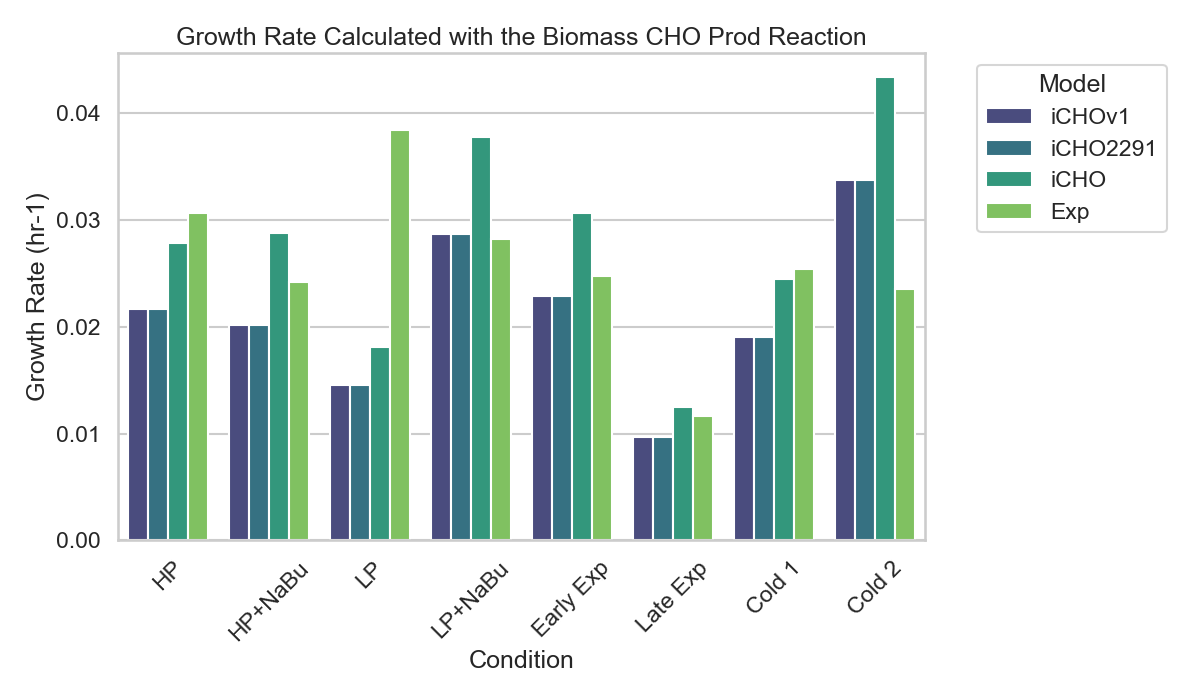 Growth Rate Calculated with the Biomass CHO Prod Reaction
Growth Rate (hr-1)
0.04
0.03
0.02
0.01
0.00
HP
HP+NaBu
LP
LP+NaBu
Early Exp
Late Exp
Cold 1
Cold 2
Condition
Model
iCHOv1
iCHO2291
iCHO
Exp